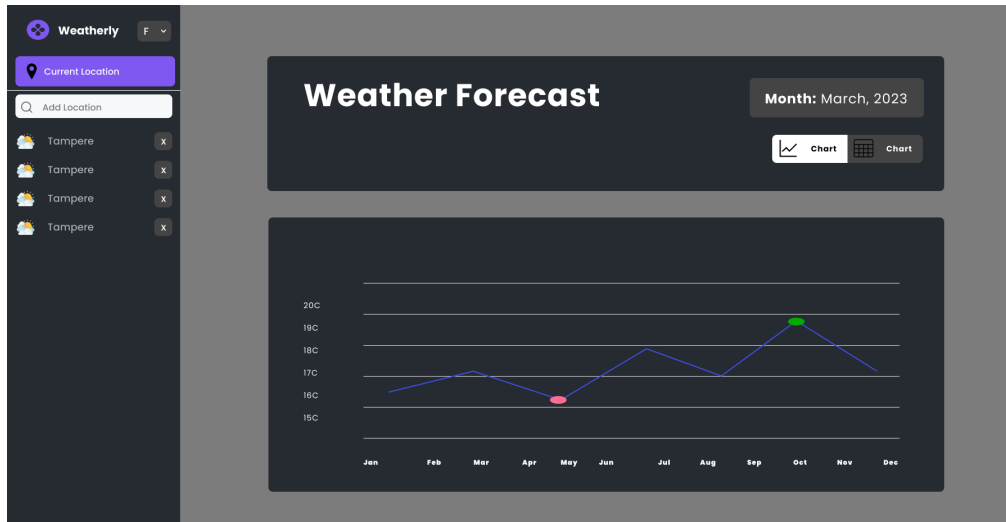 Weatherly F
Current Location
Add Location
Tampere X
Tampere X
Tampere X
Tampere X
Weather Forecast
Month: March, 2023
Chart Chart
20C
19C
18C
17C
16C
15C
Jan Feb Mar Apr May Jun Jul Aug Sep Oct Nov Dec